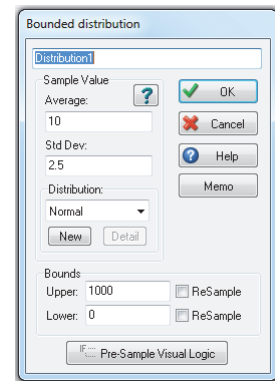 Bounded distribution
Distribution1
Sample Value
Average:
?
10
Std Dev:
2.5
Distribution:
Normal
New Detail
OK
Cancel
? Help
Memo
Bounds
Upper: 1000 ReSample
Lower: 0 ReSample
IF Pre-Sample Visual Logic